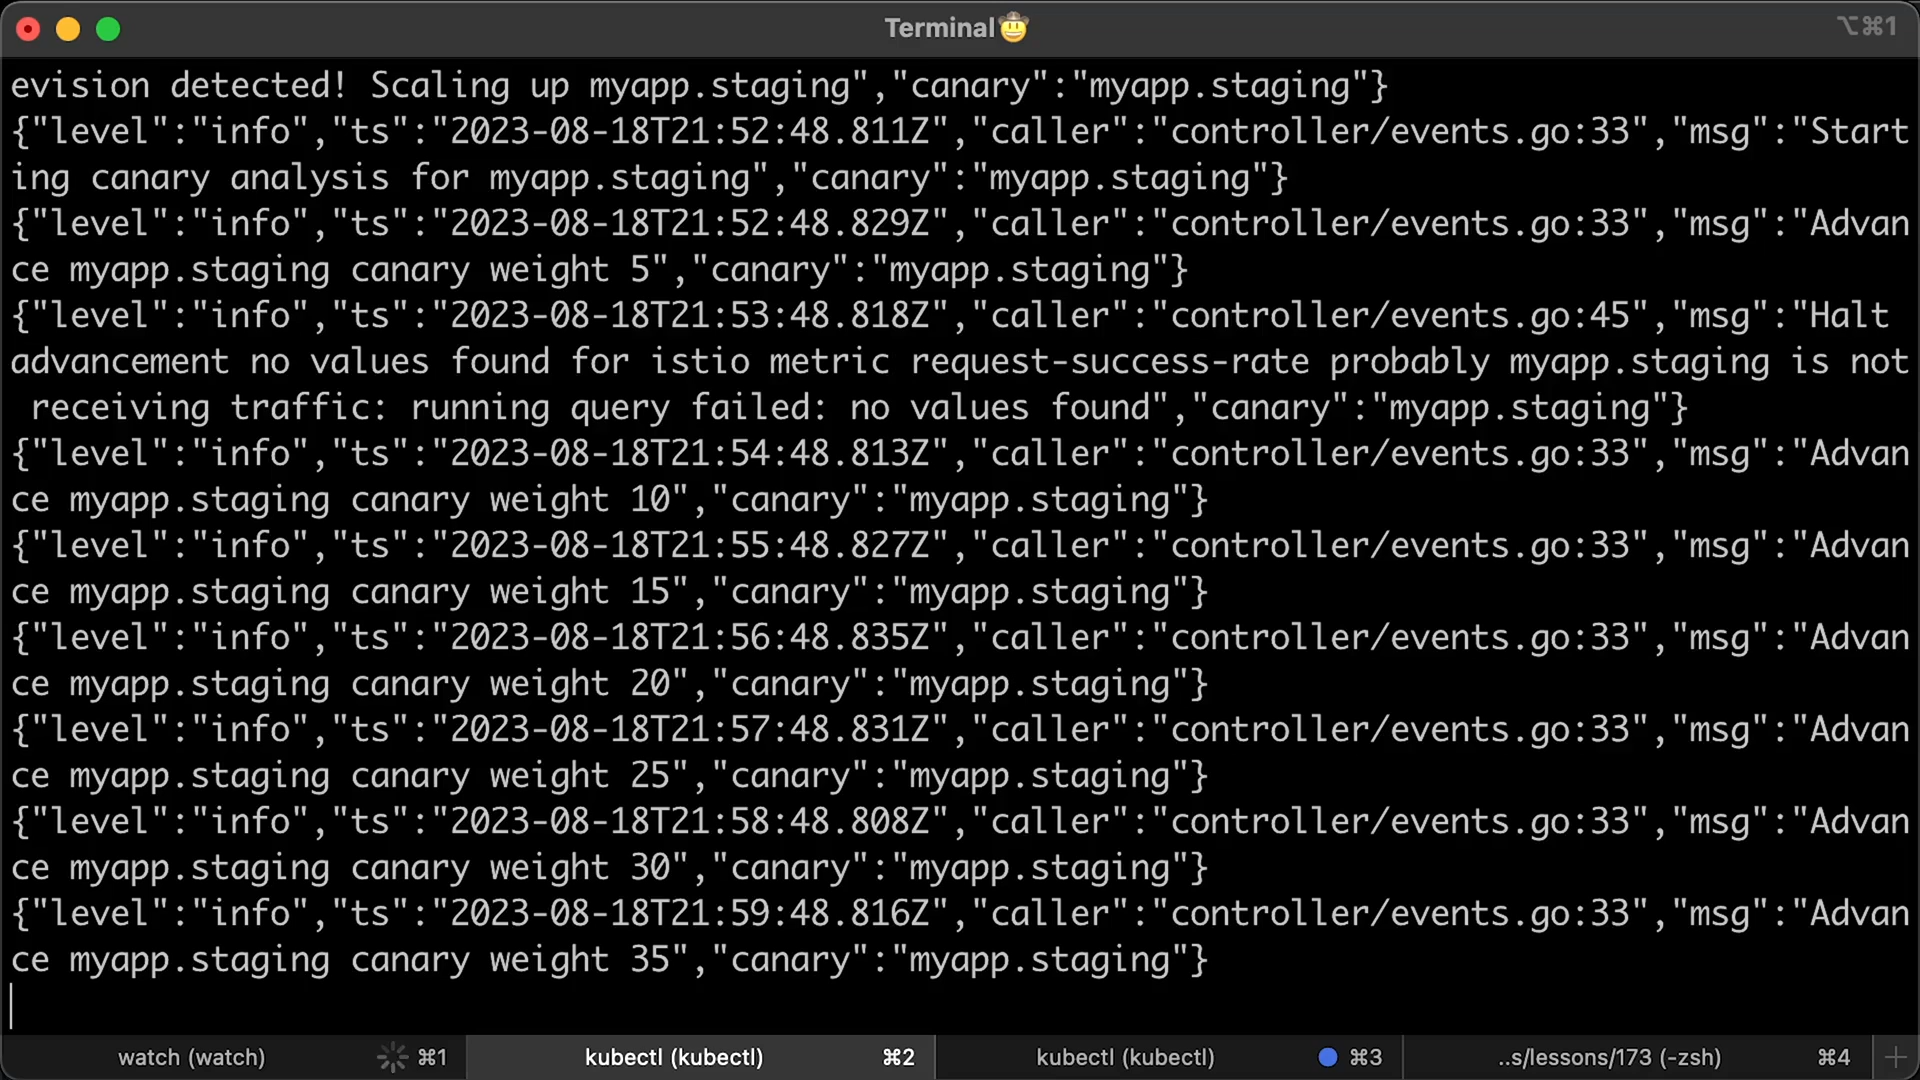 Terminal🤠
⌥⌘1
evision detected! Scaling up myapp.staging","canary":"myapp.staging"}
{"level":"info","ts":"2023-08-18T21:52:48.811Z","caller":"controller/events.go:33","msg":"Start
ing canary analysis for myapp.staging","canary":"myapp.staging"}
{"level":"info","ts":"2023-08-18T21:52:48.829Z","caller":"controller/events.go:33","msg":"Advan
ce myapp.staging canary weight 5","canary":"myapp.staging"}
{"level":"info","ts":"2023-08-18T21:53:48.818Z","caller":"controller/events.go:45","msg":"Halt
advancement no values found for istio metric request-success-rate probably myapp.staging is not
 receiving traffic: running query failed: no values found","canary":"myapp.staging"}
{"level":"info","ts":"2023-08-18T21:54:48.813Z","caller":"controller/events.go:33","msg":"Advan
ce myapp.staging canary weight 10","canary":"myapp.staging"}
{"level":"info","ts":"2023-08-18T21:55:48.827Z","caller":"controller/events.go:33","msg":"Advan
ce myapp.staging canary weight 15","canary":"myapp.staging"}
{"level":"info","ts":"2023-08-18T21:56:48.835Z","caller":"controller/events.go:33","msg":"Advan
ce myapp.staging canary weight 20","canary":"myapp.staging"}
{"level":"info","ts":"2023-08-18T21:57:48.831Z","caller":"controller/events.go:33","msg":"Advan
ce myapp.staging canary weight 25","canary":"myapp.staging"}
{"level":"info","ts":"2023-08-18T21:58:48.808Z","caller":"controller/events.go:33","msg":"Advan
ce myapp.staging canary weight 30","canary":"myapp.staging"}
{"level":"info","ts":"2023-08-18T21:59:48.816Z","caller":"controller/events.go:33","msg":"Advan
ce myapp.staging canary weight 35","canary":"myapp.staging"}
watch (watch) ⌘1
kubectl (kubectl) ⌘2
kubectl (kubectl) ⌘3
..s/lessons/173 (-zsh) ⌘4